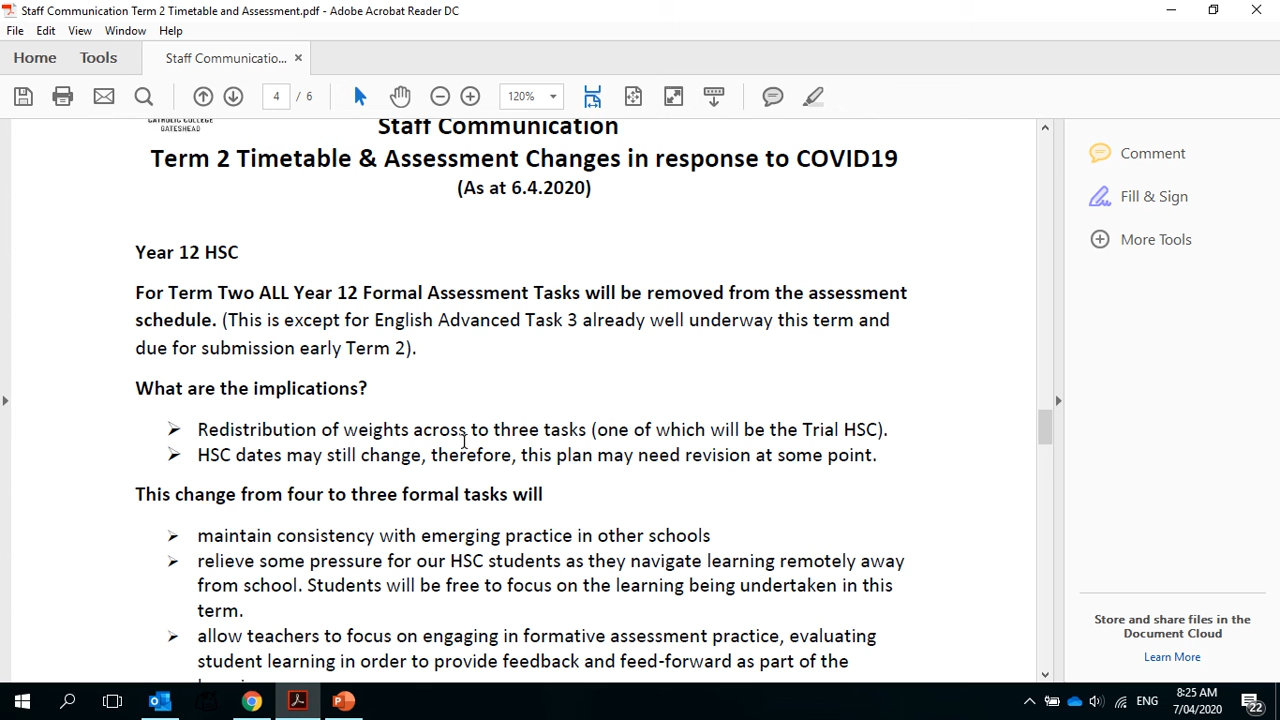 Staff Communication Term 2 Timetable and Assessment.pdf - Adobe Acrobat Reader DC
File Edit View Window Help
Home Tools Staff Communicatio... ×
4 / 6 120%
CATHOLIC COLLEGE
GATESHEAD
Staff Communication
Term 2 Timetable & Assessment Changes in response to COVID19
(As at 6.4.2020)
Year 12 HSC
For Term Two ALL Year 12 Formal Assessment Tasks will be removed from the assessment
schedule. (This is except for English Advanced Task 3 already well underway this term and
due for submission early Term 2).
What are the implications?
➢ Redistribution of weights across to three tasks (one of which will be the Trial HSC).
➢ HSC dates may still change, therefore, this plan may need revision at some point.
This change from four to three formal tasks will
➢ maintain consistency with emerging practice in other schools
➢ relieve some pressure for our HSC students as they navigate learning remotely away
from school. Students will be free to focus on the learning being undertaken in this
term.
➢ allow teachers to focus on engaging in formative assessment practice, evaluating
student learning in order to provide feedback and feed-forward as part of the
Comment
Fill & Sign
More Tools
Store and share files in the
Document Cloud
Learn More
ENG
8:25 AM
7/04/2020
22